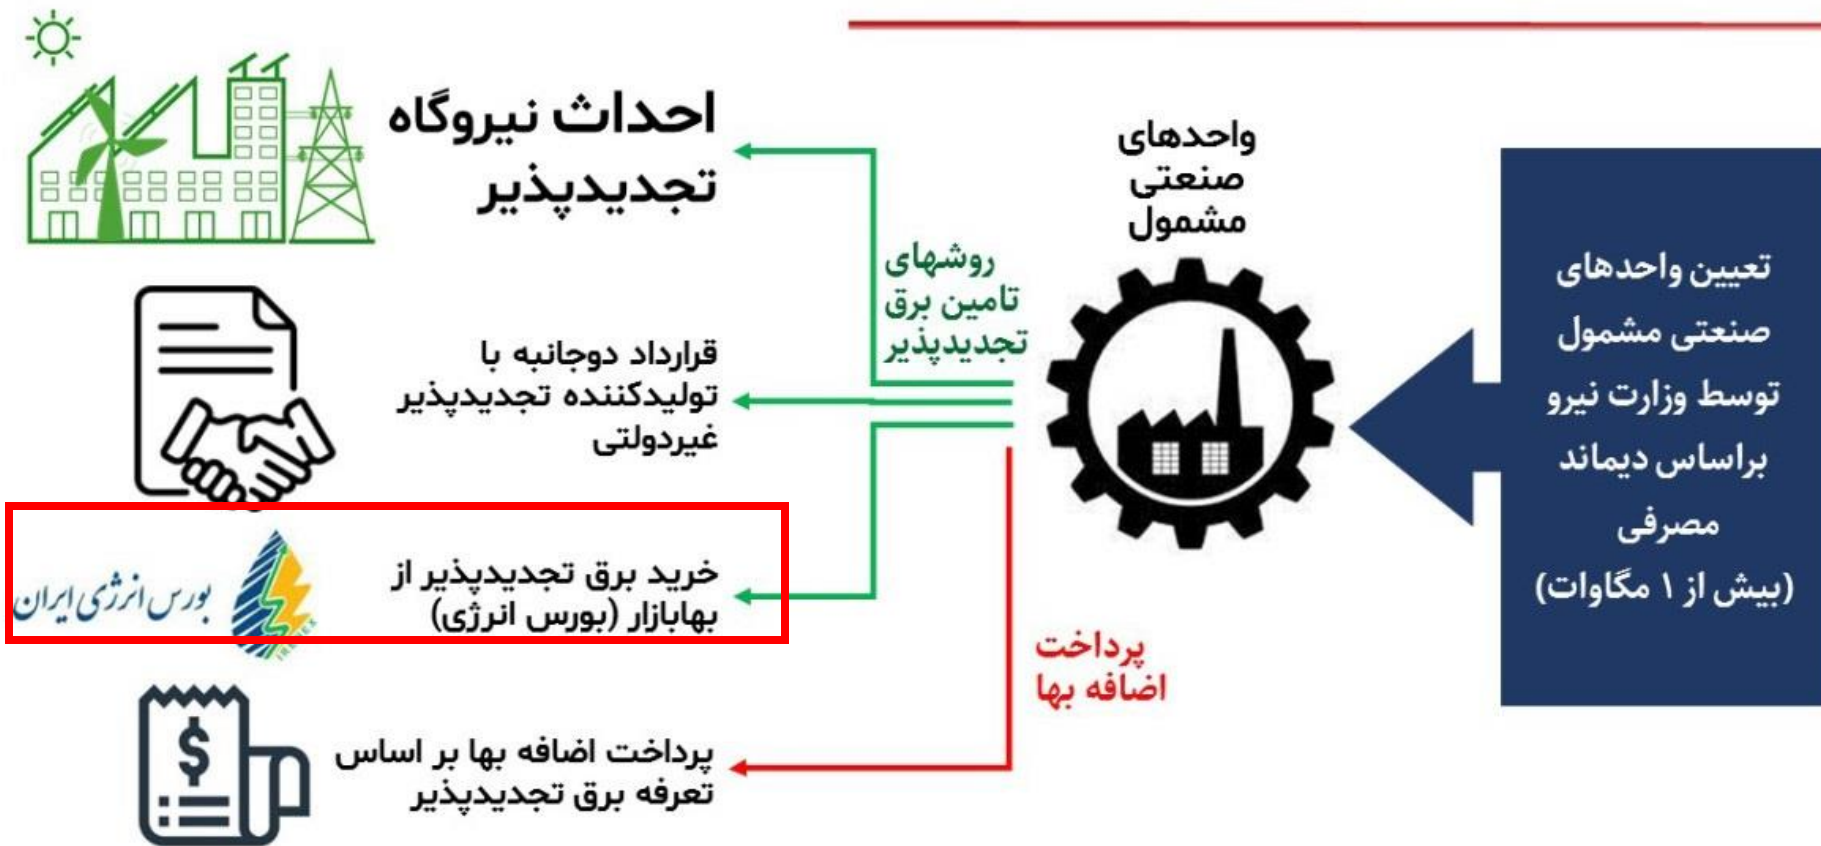 تعیین واحدهای
صنعتی مشمول
توسط وزارت نیرو
براساس دیماند
مصرفی
(بیش از ۱ مگاوات)
واحدهای
صنعتی
مشمول
روشهای
تامین برق
تجدیدپذیر
احداث نیروگاه
تجدیدپذیر
قرارداد دوجانبه با
تولیدکننده تجدیدپذیر
غیردولتی
خرید برق تجدیدپذیر از
بهابازار (بورس انرژی)
بورس انرژی ایران
پرداخت
اضافه بها
پرداخت اضافه بها بر اساس
تعرفه برق تجدیدپذیر
$